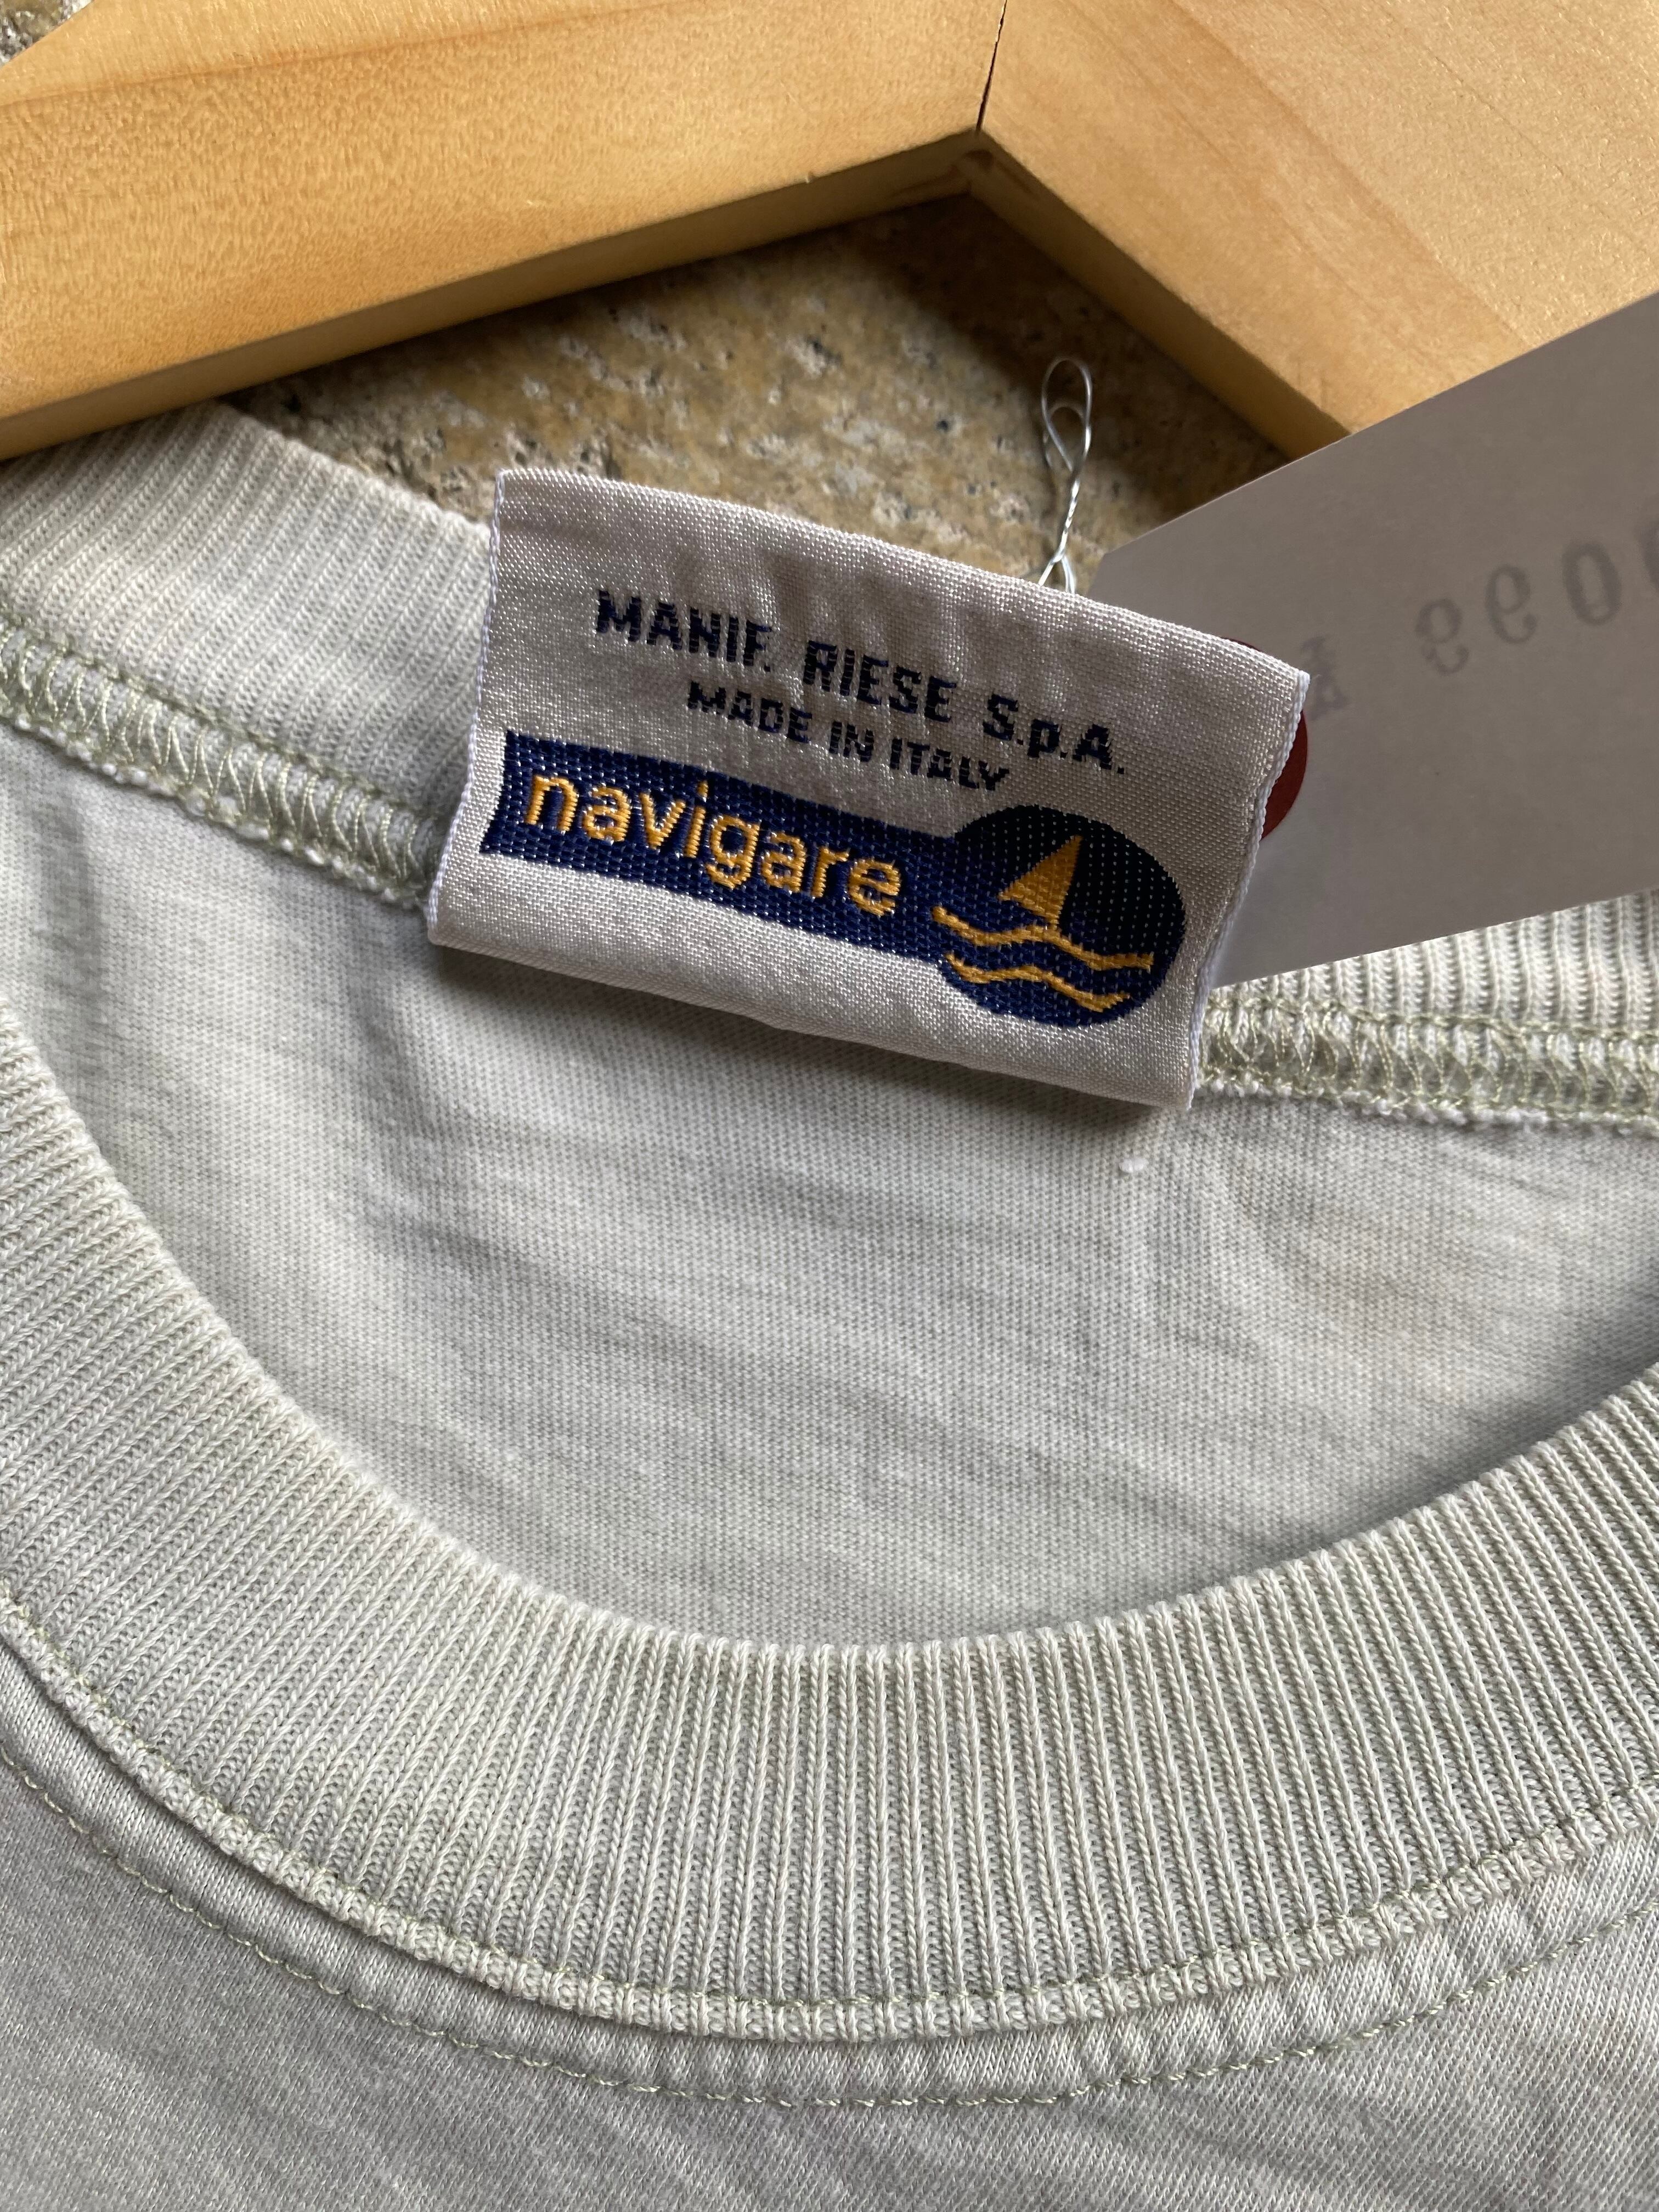 MANIF. RIESE S.p.A.
MADE IN ITALY
navigare